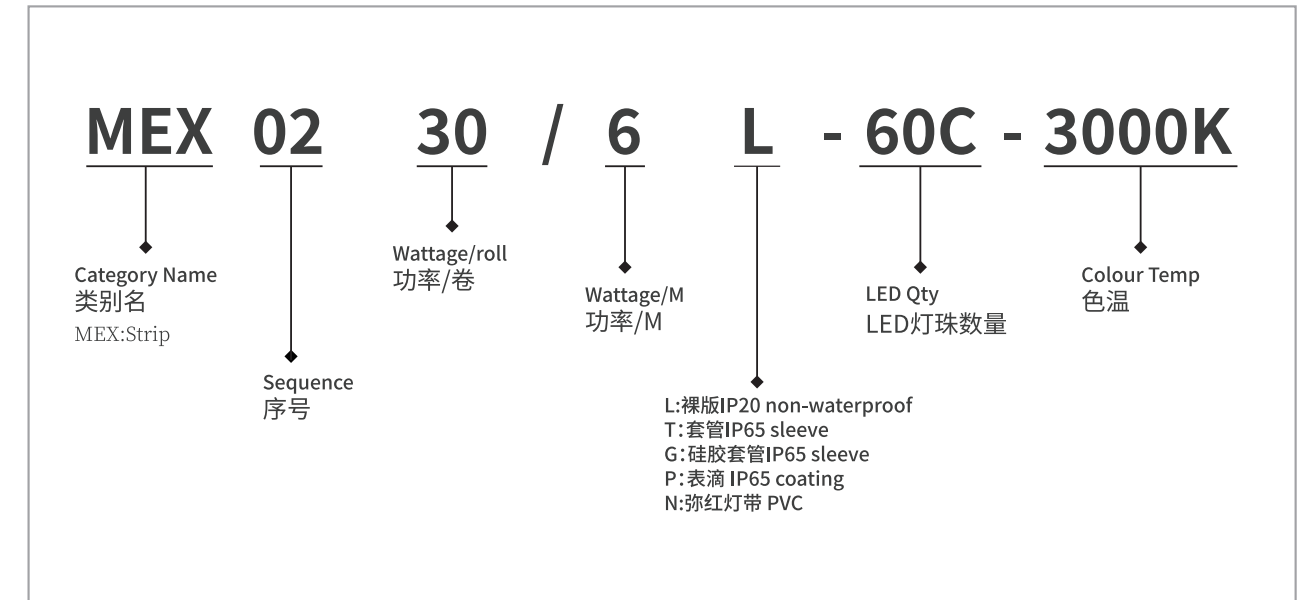 MEX 02 30 / 6 L - 60C - 3000K
Category Name
类别名
MEX:Strip
Sequence
序号
Wattage/roll
功率/卷
Wattage/M
功率/M
L:裸版IP20 non-waterproof
T:套管IP65 sleeve
G:硅胶套管IP65 sleeve
P:表滴 IP65 coating
N:弥红灯带 PVC
LED Qty
LED灯珠数量
Colour Temp
色温